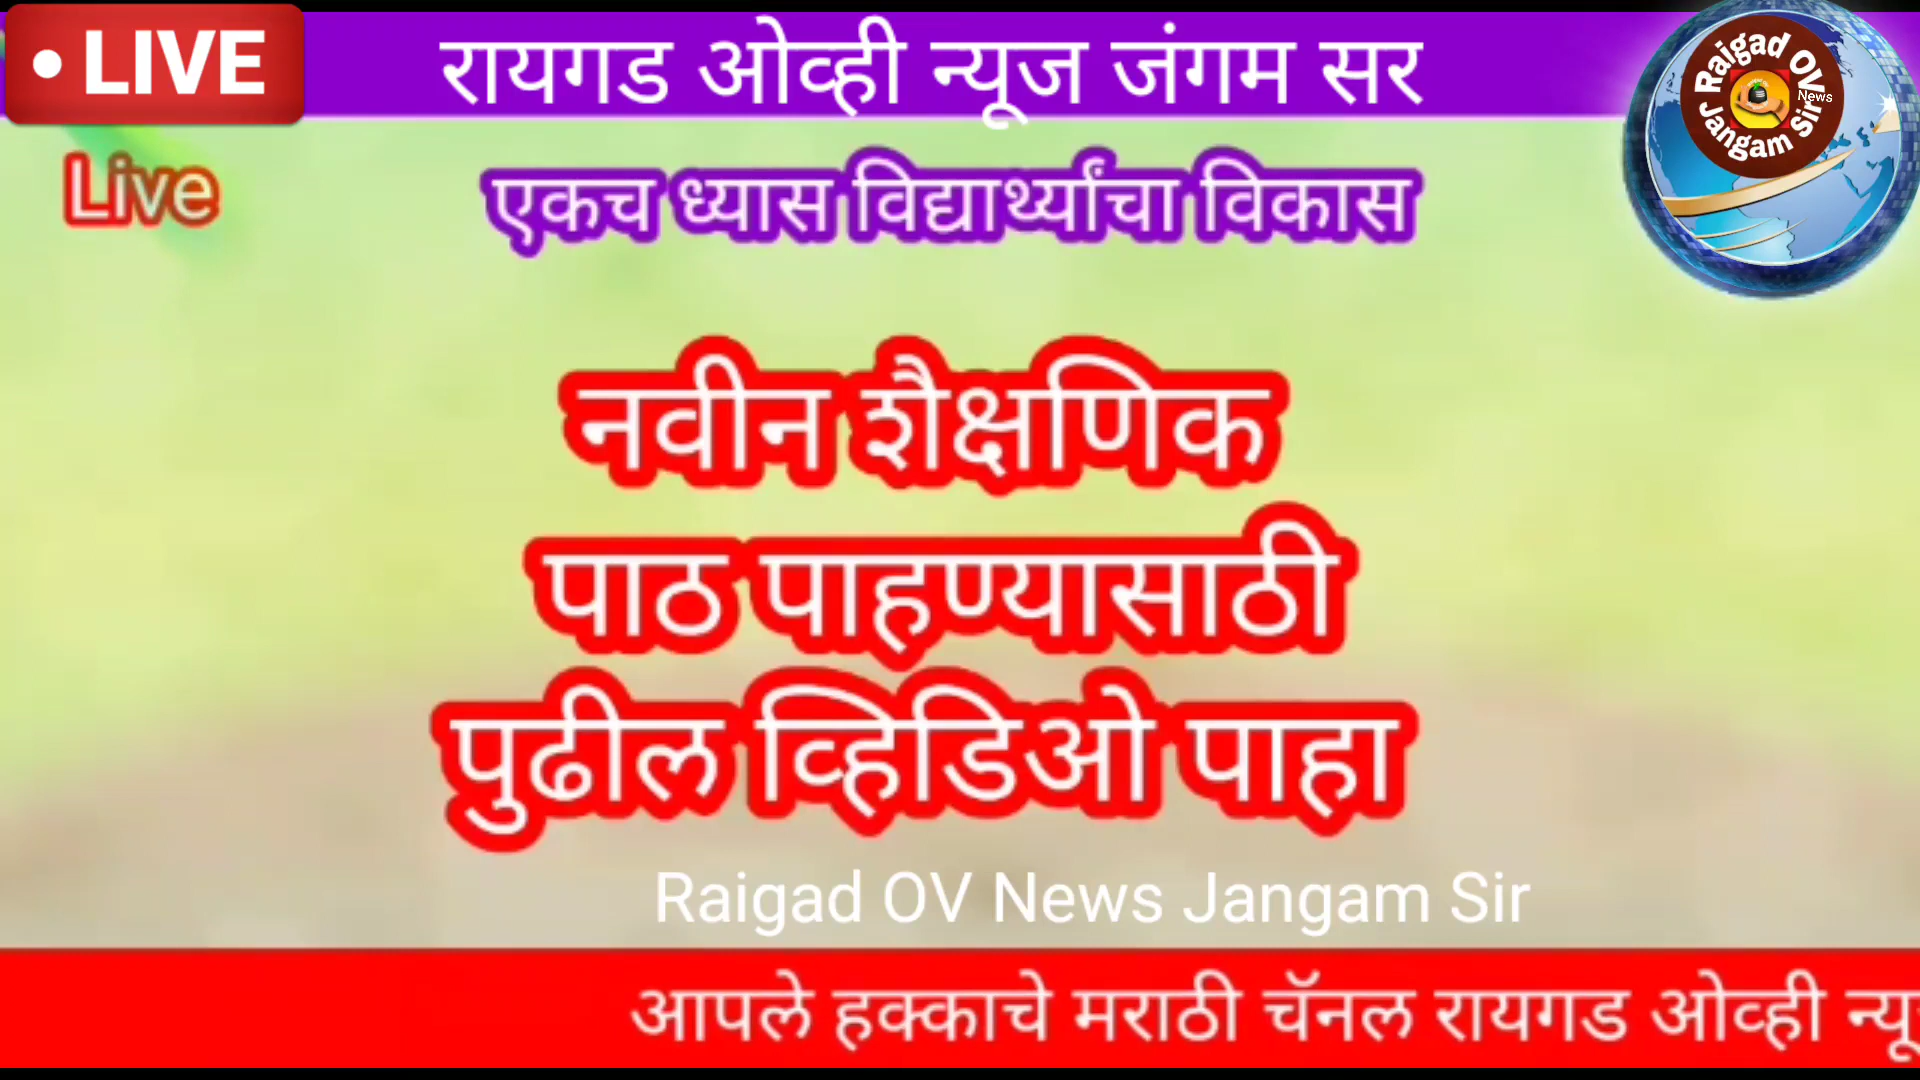 LIVE
रायगड ओव्ही न्यूज जंगम सर
Raigad OV
News
Jangam Sir
Live
एकच ध्यास विद्यार्थ्यांचा विकास
नवीन शैक्षणिक
पाठ पाहण्यासाठी
पुढील व्हिडिओ पाहा
Raigad OV News Jangam Sir
आपले हक्काचे मराठी चॅनल रायगड ओव्ही न्यू